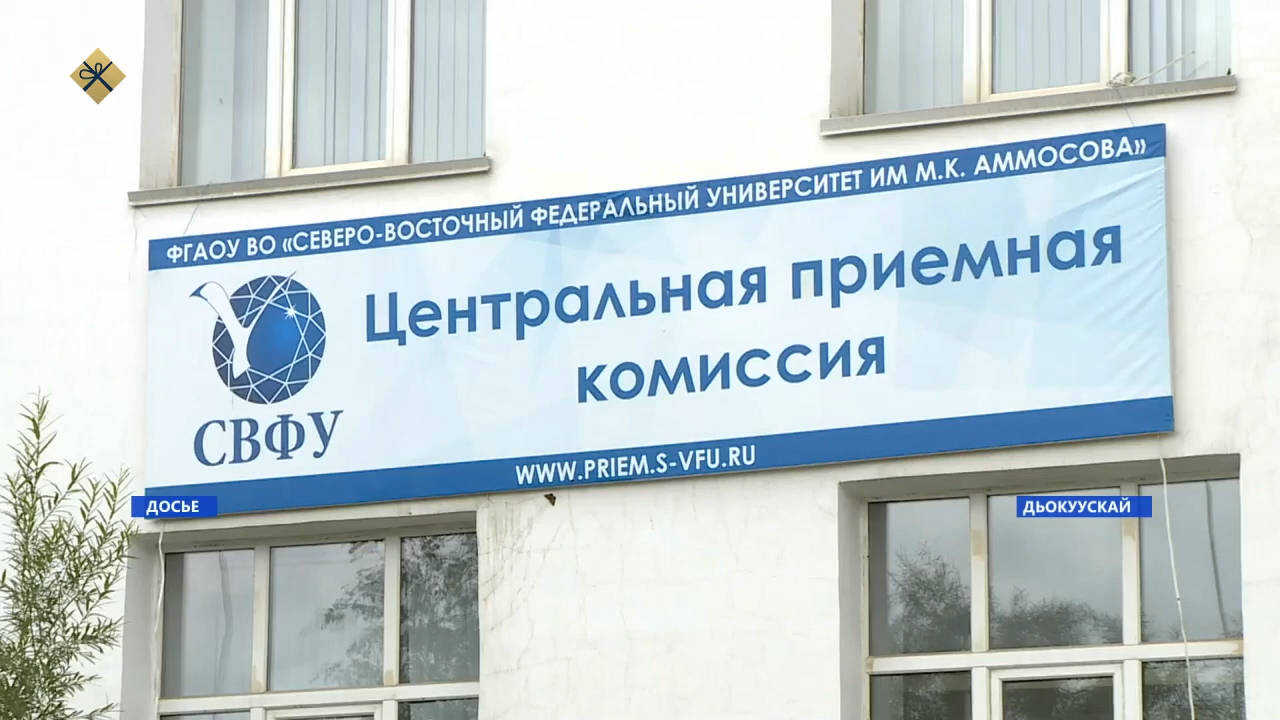 ФГАОУ ВО «СЕВЕРО-ВОСТОЧНЫЙ ФЕДЕРАЛЬНЫЙ УНИВЕРСИТЕТ ИМ М.К. АММОСОВА»
Центральная приемная
комиссия
СВФУ
WWW.PRIEM.S-VFU.RU
ДОСЬЕ
ДЬОКУУСКАЙ